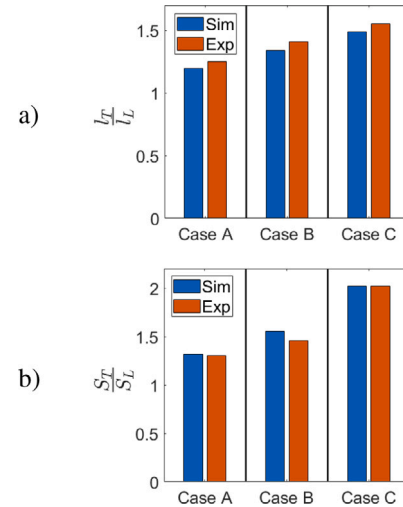 a)
l_T
l_L
1.5
1
0.5
0
Sim
Exp
Case A Case B Case C
b)
S_T
S_L
2
1.5
1
0.5
0
Sim
Exp
Case A Case B Case C